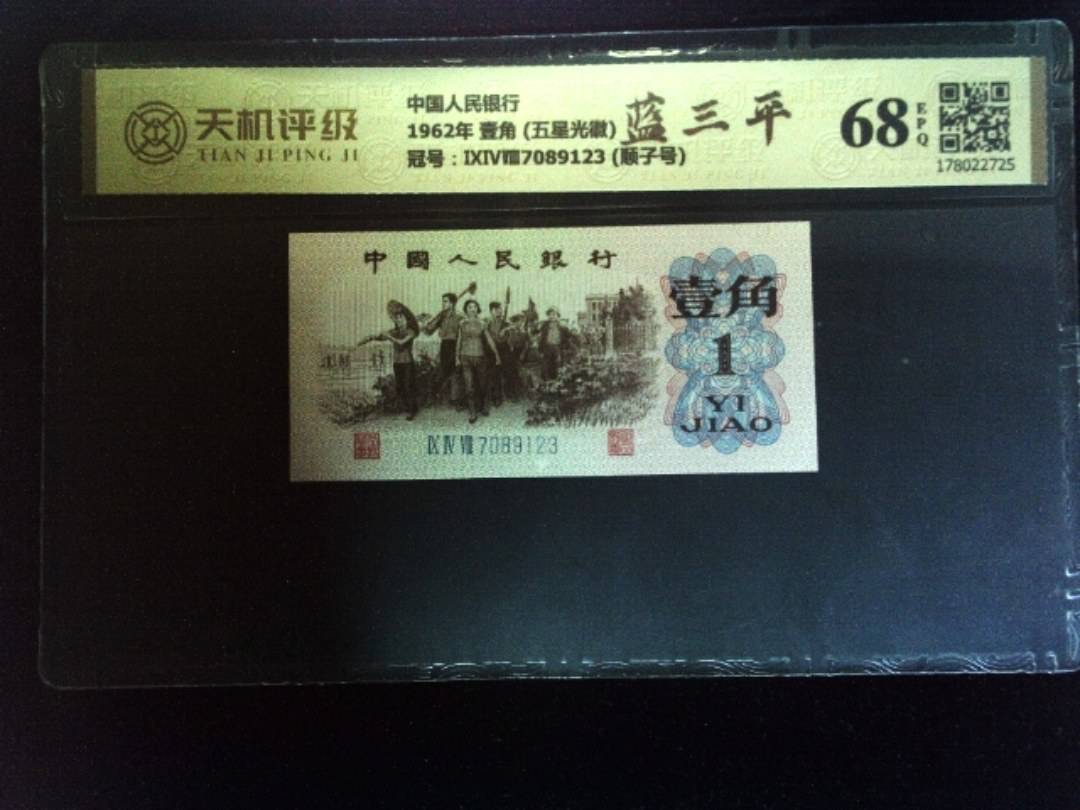 天机评级
TIAN JI PING JI
中国人民银行
1962年 壹角 (五星光徽)
冠号：IXIVⅧ7089123 (顺子号)
蓝三平
68
EPQ
178022725
中國人民銀行
壹角
1
YI
JIAO
ⅨⅣⅧ7089123